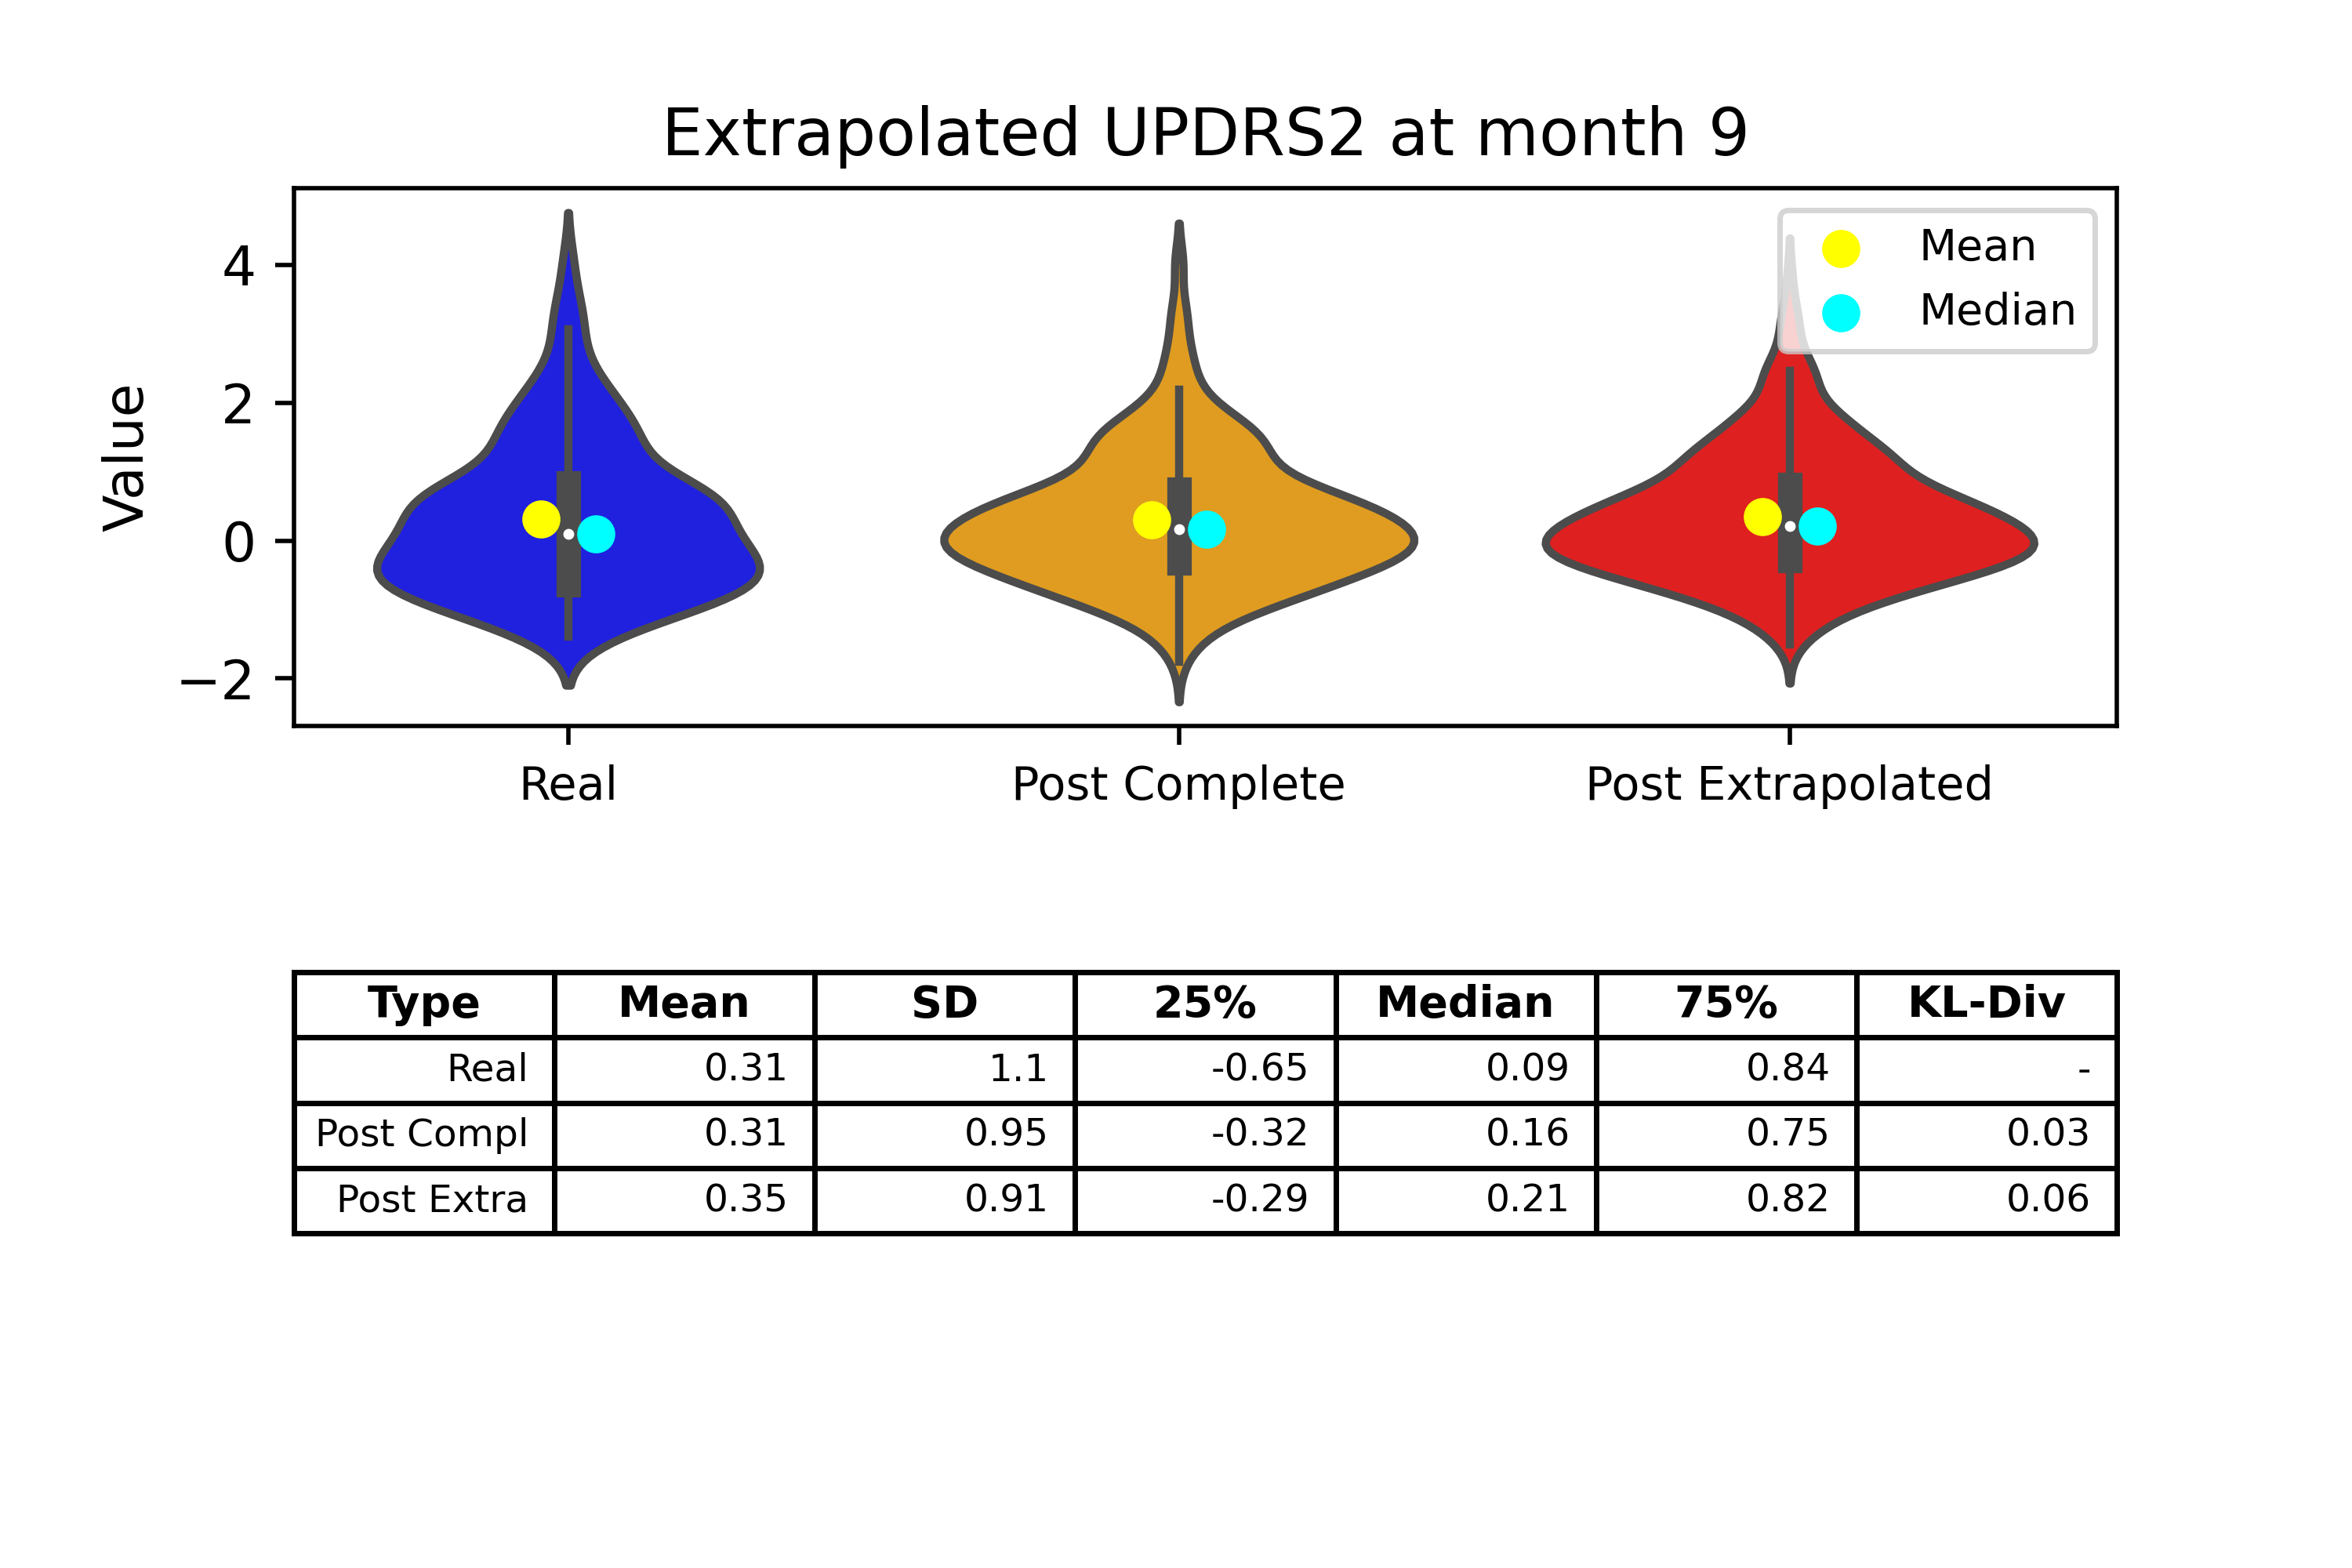 Extrapolated UPDRS2 at month 9
Value
4
2
0
−2
Mean
Median
Real Post Complete Post Extrapolated
Type Mean SD 25% Median 75% KL-Div
Real 0.31 1.1 -0.65 0.09 0.84 -
Post Compl 0.31 0.95 -0.32 0.16 0.75 0.03
Post Extra 0.35 0.91 -0.29 0.21 0.82 0.06